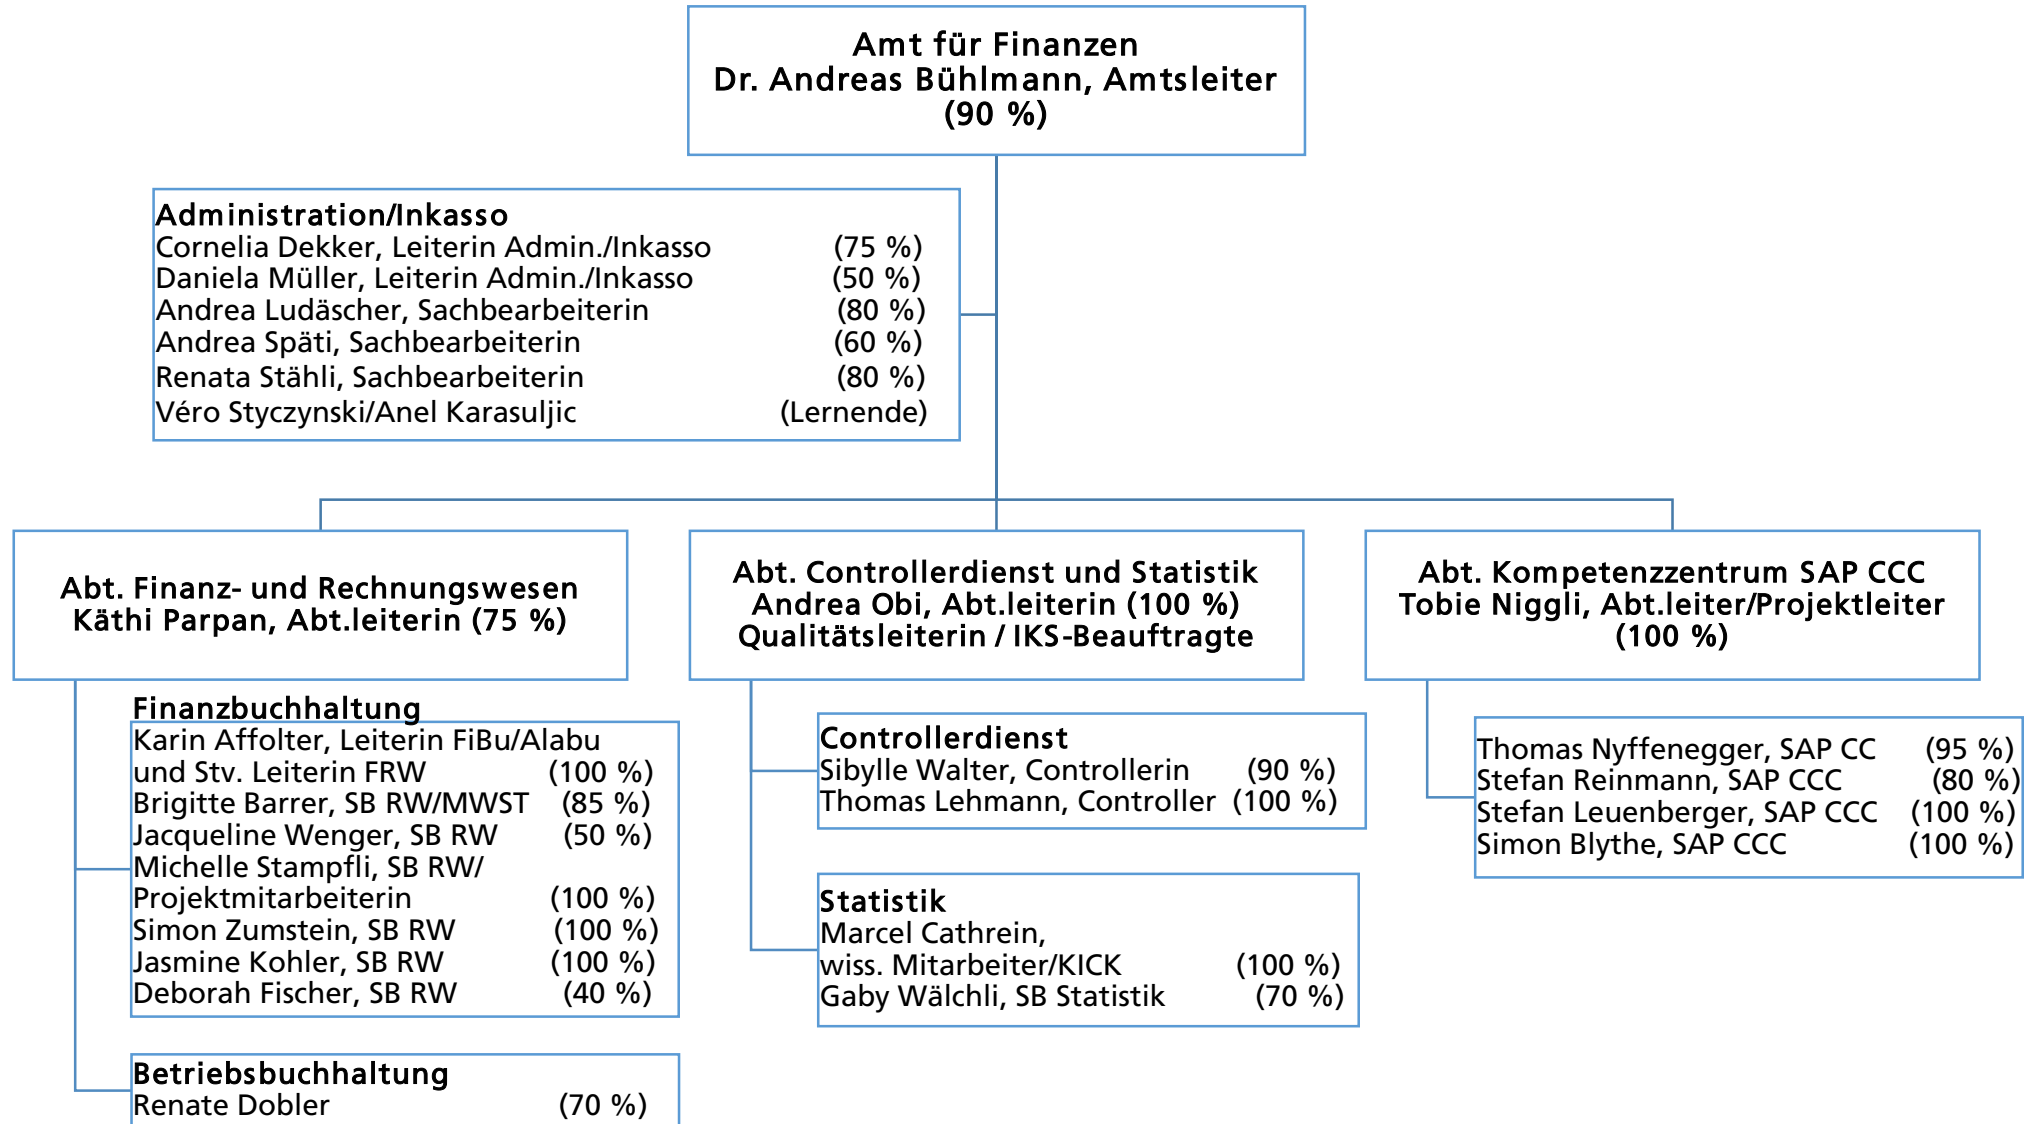 Amt für Finanzen
Dr. Andreas Bühlmann, Amtsleiter
(90 %)
Administration/Inkasso
Cornelia Dekker, Leiterin Admin./Inkasso (75 %)
Daniela Müller, Leiterin Admin./Inkasso (50 %)
Andrea Ludäscher, Sachbearbeiterin (80 %)
Andrea Späti, Sachbearbeiterin (60 %)
Renata Stähli, Sachbearbeiterin (80 %)
Véro Styczynski/Anel Karasuljic (Lernende)
Abt. Finanz- und Rechnungswesen
Käthi Parpan, Abt.leiterin (75 %)
Finanzbuchhaltung
Karin Affolter, Leiterin FiBu/Alabu
und Stv. Leiterin FRW (100 %)
Brigitte Barrer, SB RW/MWST (85 %)
Jacqueline Wenger, SB RW (50 %)
Michelle Stampfli, SB RW/
Projektmitarbeiterin (100 %)
Simon Zumstein, SB RW (100 %)
Jasmine Kohler, SB RW (100 %)
Deborah Fischer, SB RW (40 %)
Betriebsbuchhaltung
Renate Dobler (70 %)
Abt. Controllerdienst und Statistik
Andrea Obi, Abt.leiterin (100 %)
Qualitätsleiterin / IKS-Beauftragte
Controllerdienst
Sibylle Walter, Controllerin (90 %)
Thomas Lehmann, Controller (100 %)
Statistik
Marcel Cathrein,
wiss. Mitarbeiter/KICK (100 %)
Gaby Wälchli, SB Statistik (70 %)
Abt. Kompetenzzentrum SAP CCC
Tobie Niggli, Abt.leiter/Projektleiter
(100 %)
Thomas Nyffenegger, SAP CC (95 %)
Stefan Reinmann, SAP CCC (80 %)
Stefan Leuenberger, SAP CCC (100 %)
Simon Blythe, SAP CCC (100 %)